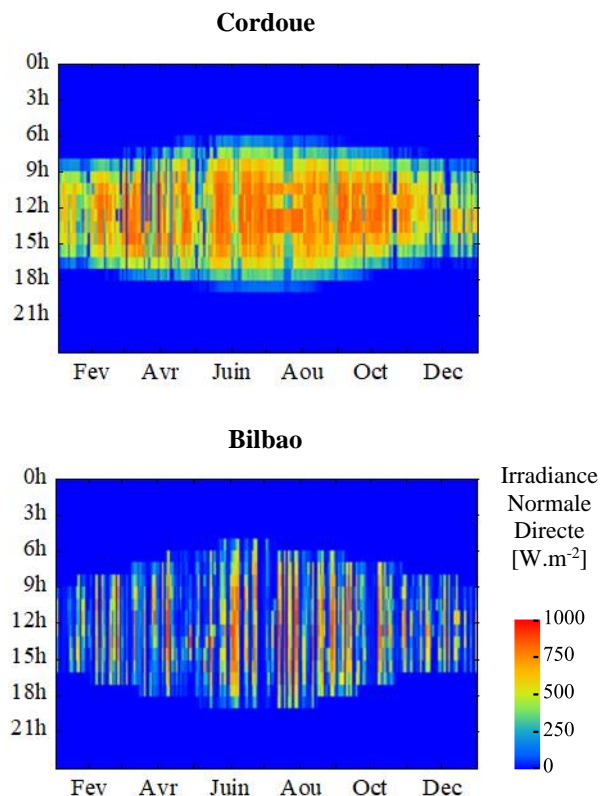 Cordoue
0h
3h
6h
9h
12h
15h
18h
21h
Fev Avr Juin Aou Oct Dec
Bilbao
0h
3h
6h
9h
12h
15h
18h
21h
Fev Avr Juin Aou Oct Dec
Irradiance
Normale
Directe
[W.m⁻²]
1000
750
500
250
0